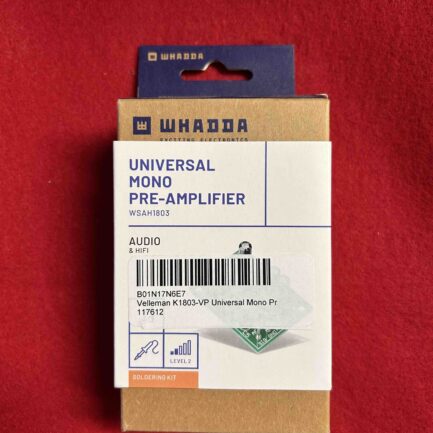 WHADDA
WHADDA
EXCITING ELECTRONICS
UNIVERSAL
MONO
PRE-AMPLIFIER
WSAH1803
AUDIO
& HIFI
B01N17N6E7
Velleman K1803-VP Universal Mono Pr
117612
LEVEL 2
SOLDERING KIT